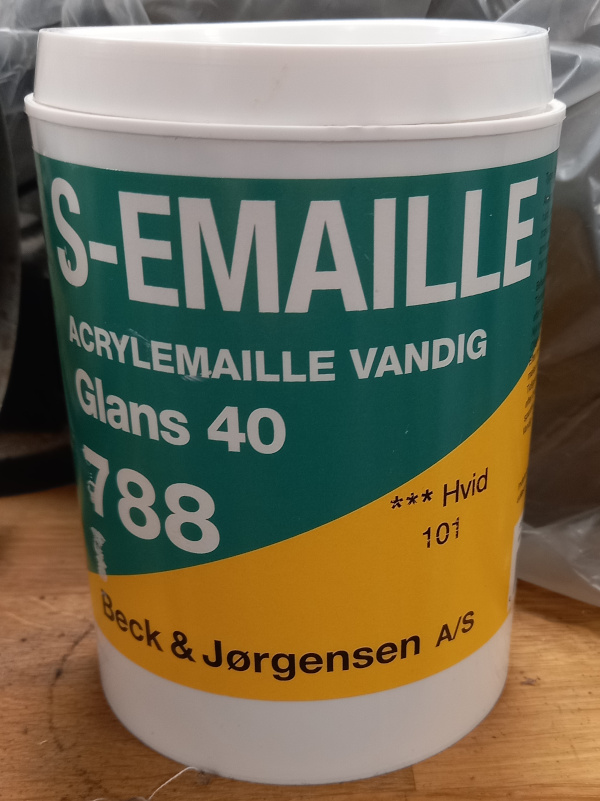 S-EMAILLE
ACRYLEMAILLE VANDIG
Glans 40
788
*** Hvid
101
Beck & Jørgensen A/S